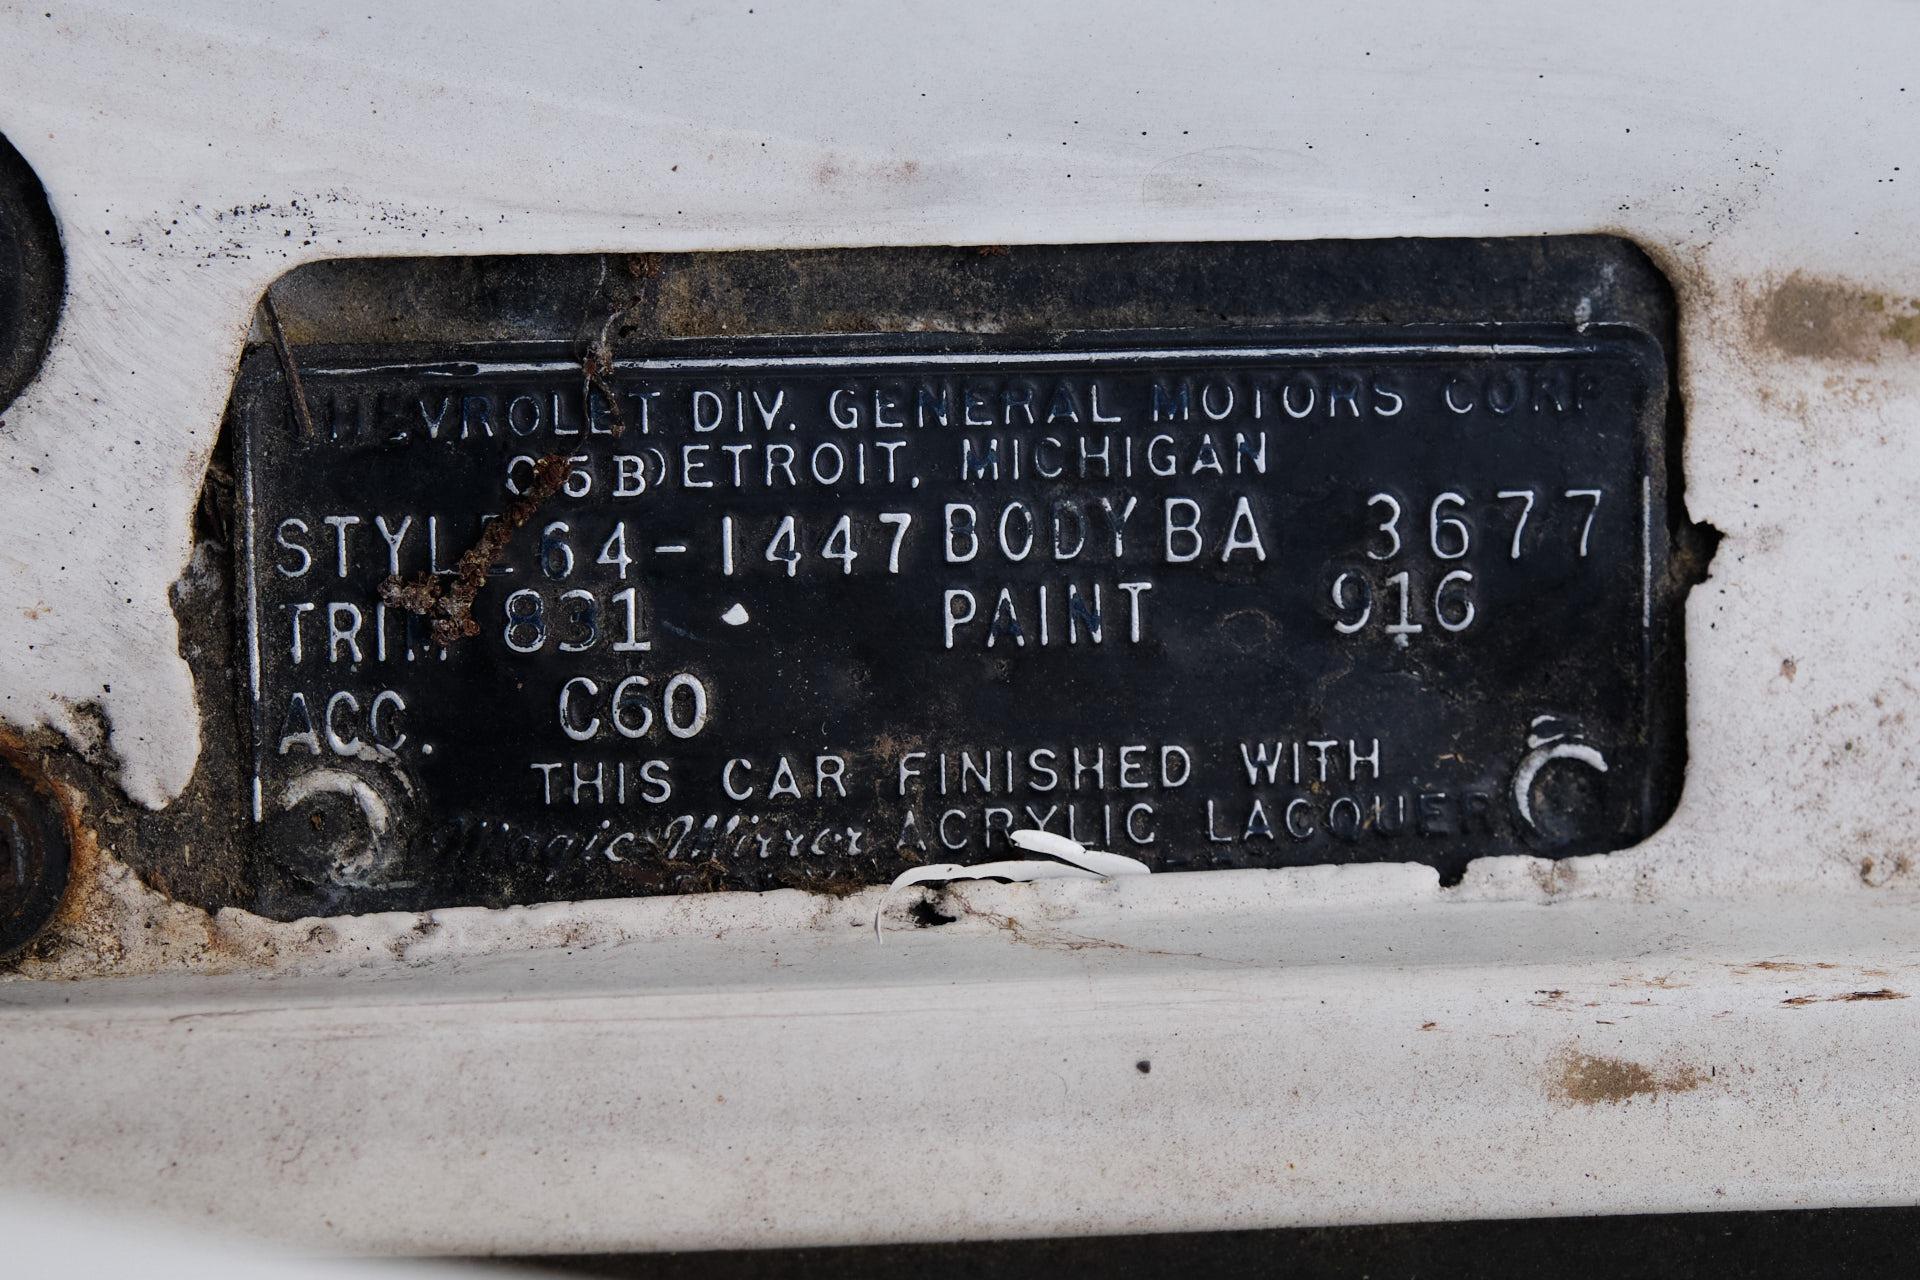 CHEVROLET DIV. GENERAL MOTORS CORP
05B DETROIT, MICHIGAN
STYLE 64-1447 BODY BA 3677
TRIM 831 PAINT 916
ACC. C60
THIS CAR FINISHED WITH
Magic-Mirror ACRYLIC LACQUER